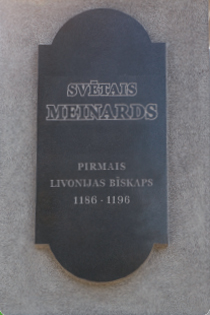 SVĒTAIS
MEINARDS
PIRMAIS
LIVONIJAS BĪSKAPS
1186 - 1196